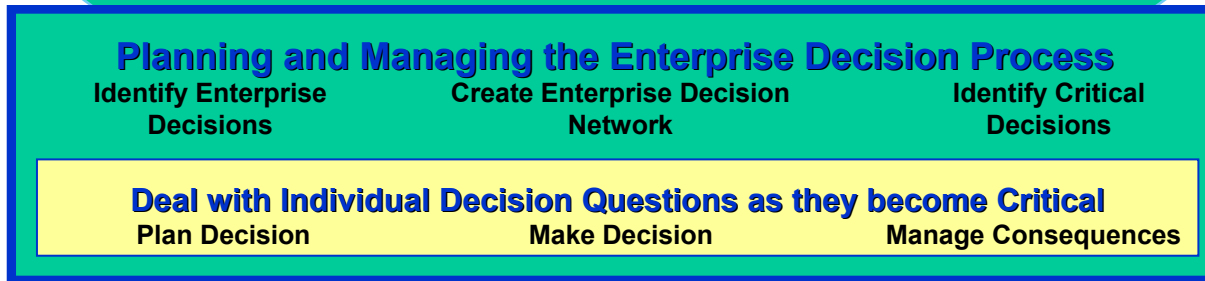 Planning and Managing the Enterprise Decision Process
Identify Enterprise Create Enterprise Decision Identify Critical
Decisions Network Decisions
Deal with Individual Decision Questions as they become Critical
Plan Decision Make Decision Manage Consequences